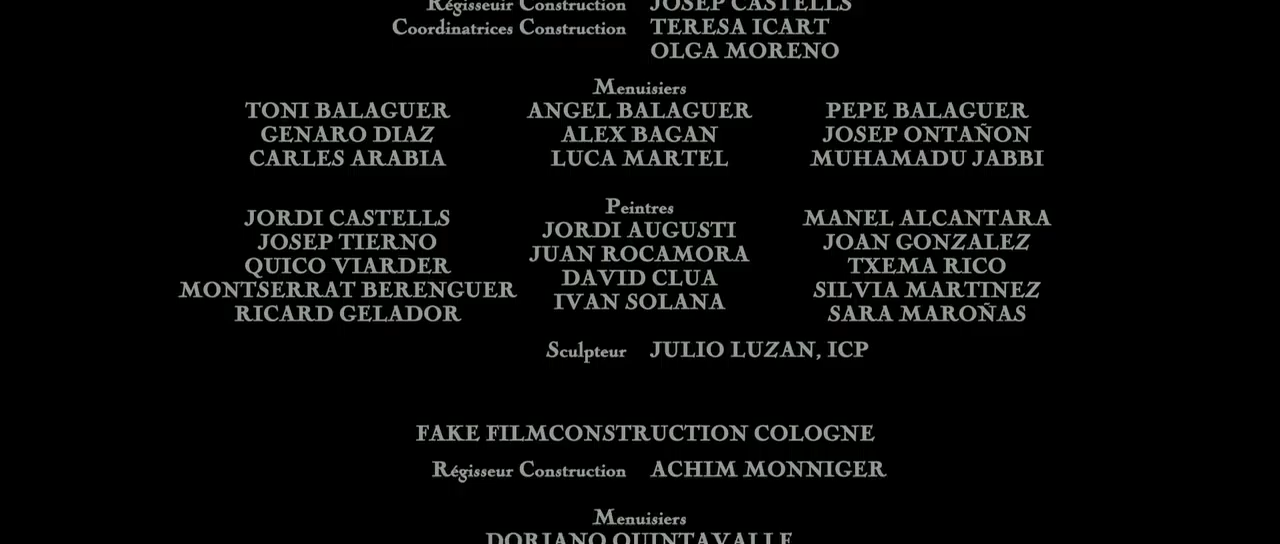 Régisseur Construction JOSEP CASTELLS
Coordinatrices Construction TERESA ICART
OLGA MORENO
Menuisiers
TONI BALAGUER ANGEL BALAGUER PEPE BALAGUER
GENARO DIAZ ALEX BAGAN JOSEP ONTAÑON
CARLES ARABIA LUCA MARTEL MUHAMADU JABBI
Peintres
JORDI CASTELLS JORDI AUGUSTI MANEL ALCANTARA
JOSEP TIERNO JUAN ROCAMORA JOAN GONZALEZ
QUICO VIARDER DAVID CLUA TXEMA RICO
MONTSERRAT BERENGUER IVAN SOLANA SILVIA MARTINEZ
RICARD GELADOR SARA MAROÑAS
Sculpteur JULIO LUZAN, ICP
FAKE FILMCONSTRUCTION COLOGNE
Régisseur Construction ACHIM MONNIGER
Menuisiers
DORIANO QUINTAVALLE